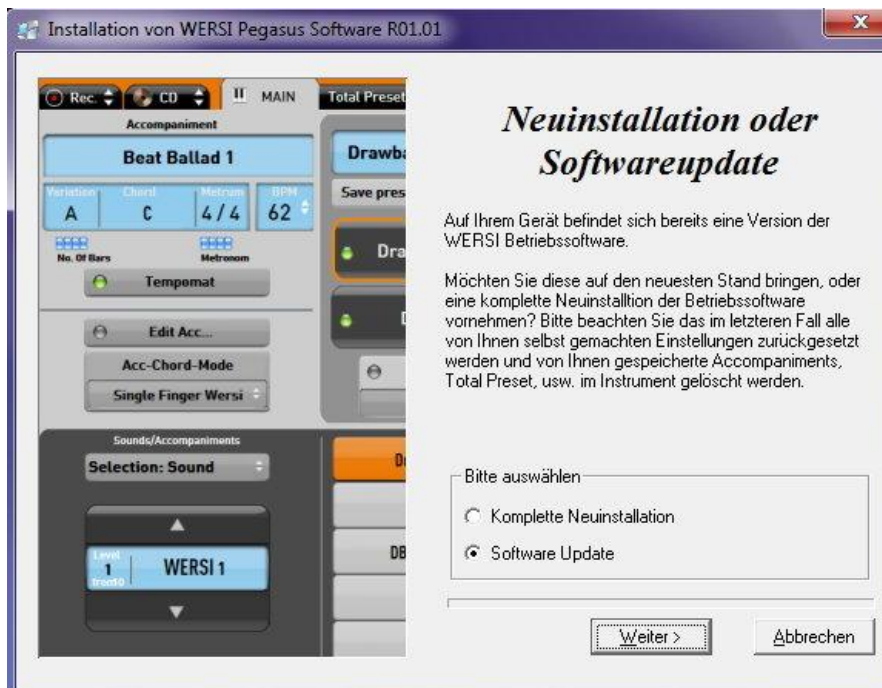 Installation von WERSI Pegasus Software R01.01
Rec.
CD
MAIN
Total Preset
Accompaniment
Beat Ballad 1
Variation Chord Metrum BPM
A C 4/4 62
No. Of Bars Metronom
Tempomat
Edit Acc...
Acc-Chord-Mode
Single Finger Wersi
Sounds/Accompaniments
Selection: Sound
Level
1
from10
WERSI 1
Drawba
Save pres
Dra
D
DB
Neuinstallation oder
Softwareupdate
Auf Ihrem Gerät befindet sich bereits eine Version der
WERSI Betriebssoftware.
Möchten Sie diese auf den neuesten Stand bringen, oder
eine komplette Neuinstalltion der Betriebssoftware
vornehmen? Bitte beachten Sie das im letzteren Fall alle
von Ihnen selbst gemachten Einstellungen zurückgesetzt
werden und von Ihnen gespeicherte Accompaniments,
Total Preset, usw. im Instrument gelöscht werden.
Bitte auswählen
Komplette Neuinstallation
Software Update
Weiter >
Abbrechen